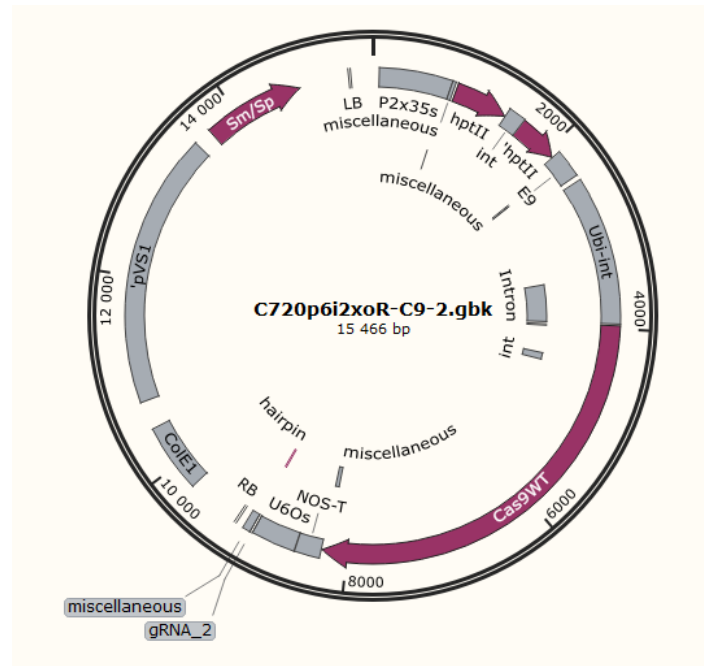 LB
P2x35s
miscellaneous
hptII
int
'hptII
E9
miscellaneous
2000
Ubi-int
Intron
int
4000
Cas9WT
6000
8000
miscellaneous
NOS-T
hairpin
U6Os
RB
miscellaneous
gRNA_2
10 000
ColE1
12 000
'pVS1
14 000
Sm/Sp
C720p6i2xoR-C9-2.gbk
15 466 bp